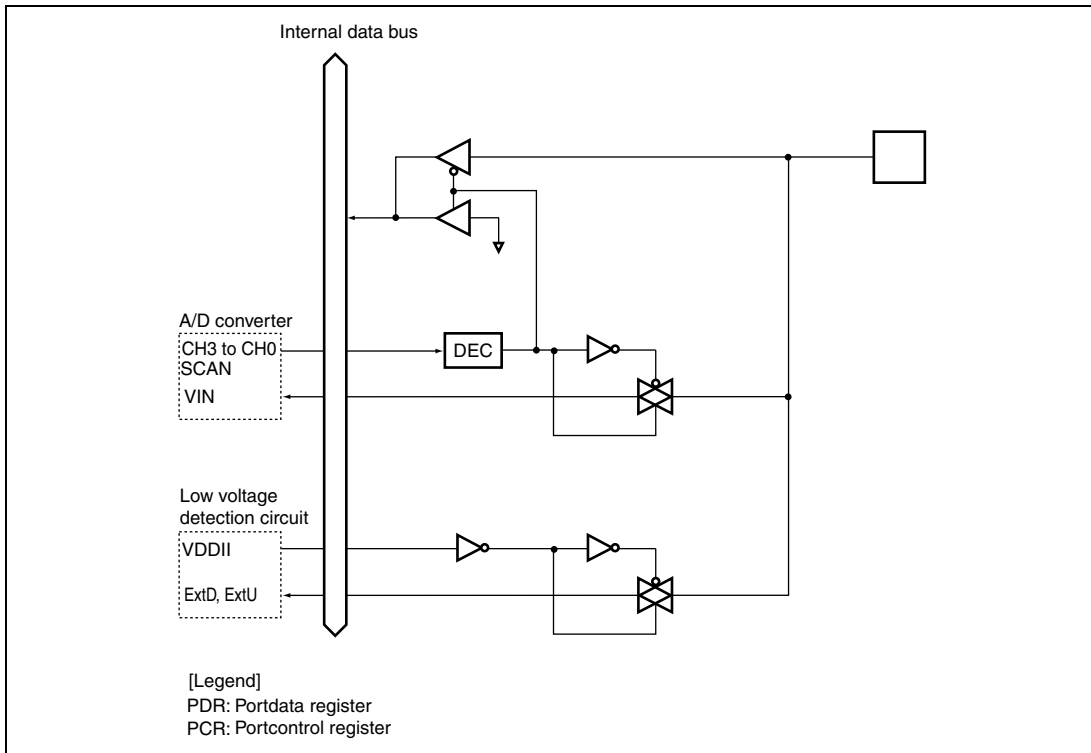 Internal data bus
A/D converter
CH3 to CH0
SCAN
VIN
DEC
Low voltage
detection circuit
VDDII
ExtD, ExtU
[Legend]
PDR: Portdata register
PCR: Portcontrol register